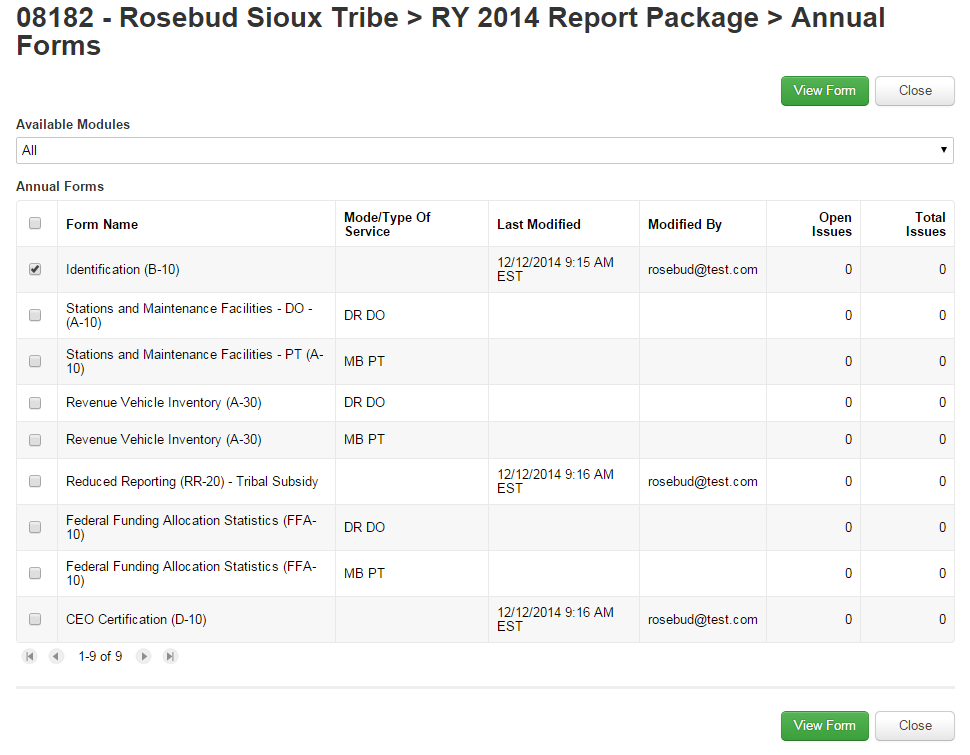 08182 - Rosebud Sioux Tribe > RY 2014 Report Package > Annual
Forms
View Form Close
Available Modules
All
Annual Forms
Form Name Mode/Type Of Service Last Modified Modified By Open Issues Total Issues
Identification (B-10) 12/12/2014 9:15 AM EST rosebud@test.com 0 0
Stations and Maintenance Facilities - DO - (A-10) DR DO 0 0
Stations and Maintenance Facilities - PT (A-10) MB PT 0 0
Revenue Vehicle Inventory (A-30) DR DO 0 0
Revenue Vehicle Inventory (A-30) MB PT 0 0
Reduced Reporting (RR-20) - Tribal Subsidy 12/12/2014 9:16 AM EST rosebud@test.com 0 0
Federal Funding Allocation Statistics (FFA-10) DR DO 0 0
Federal Funding Allocation Statistics (FFA-10) MB PT 0 0
CEO Certification (D-10) 12/12/2014 9:16 AM EST rosebud@test.com 0 0
1-9 of 9
View Form Close